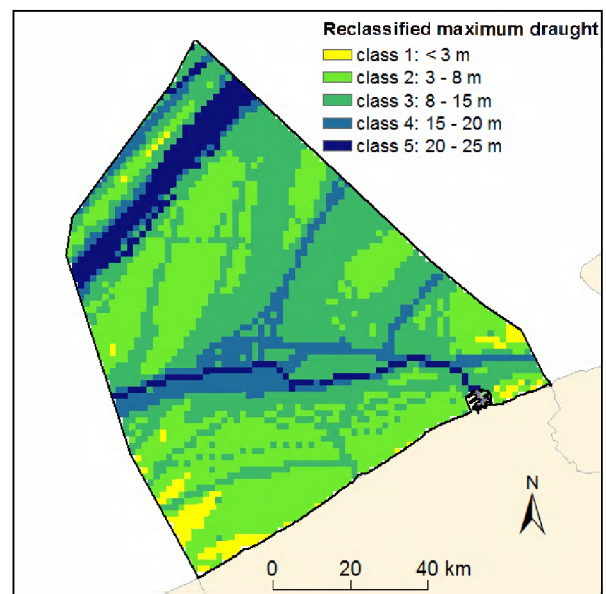 Reclassified maximum draught
class 1: < 3 m
class 2: 3 - 8 m
class 3: 8 - 15 m
class 4: 15 - 20 m
class 5: 20 - 25 m
N
0 20 40 km